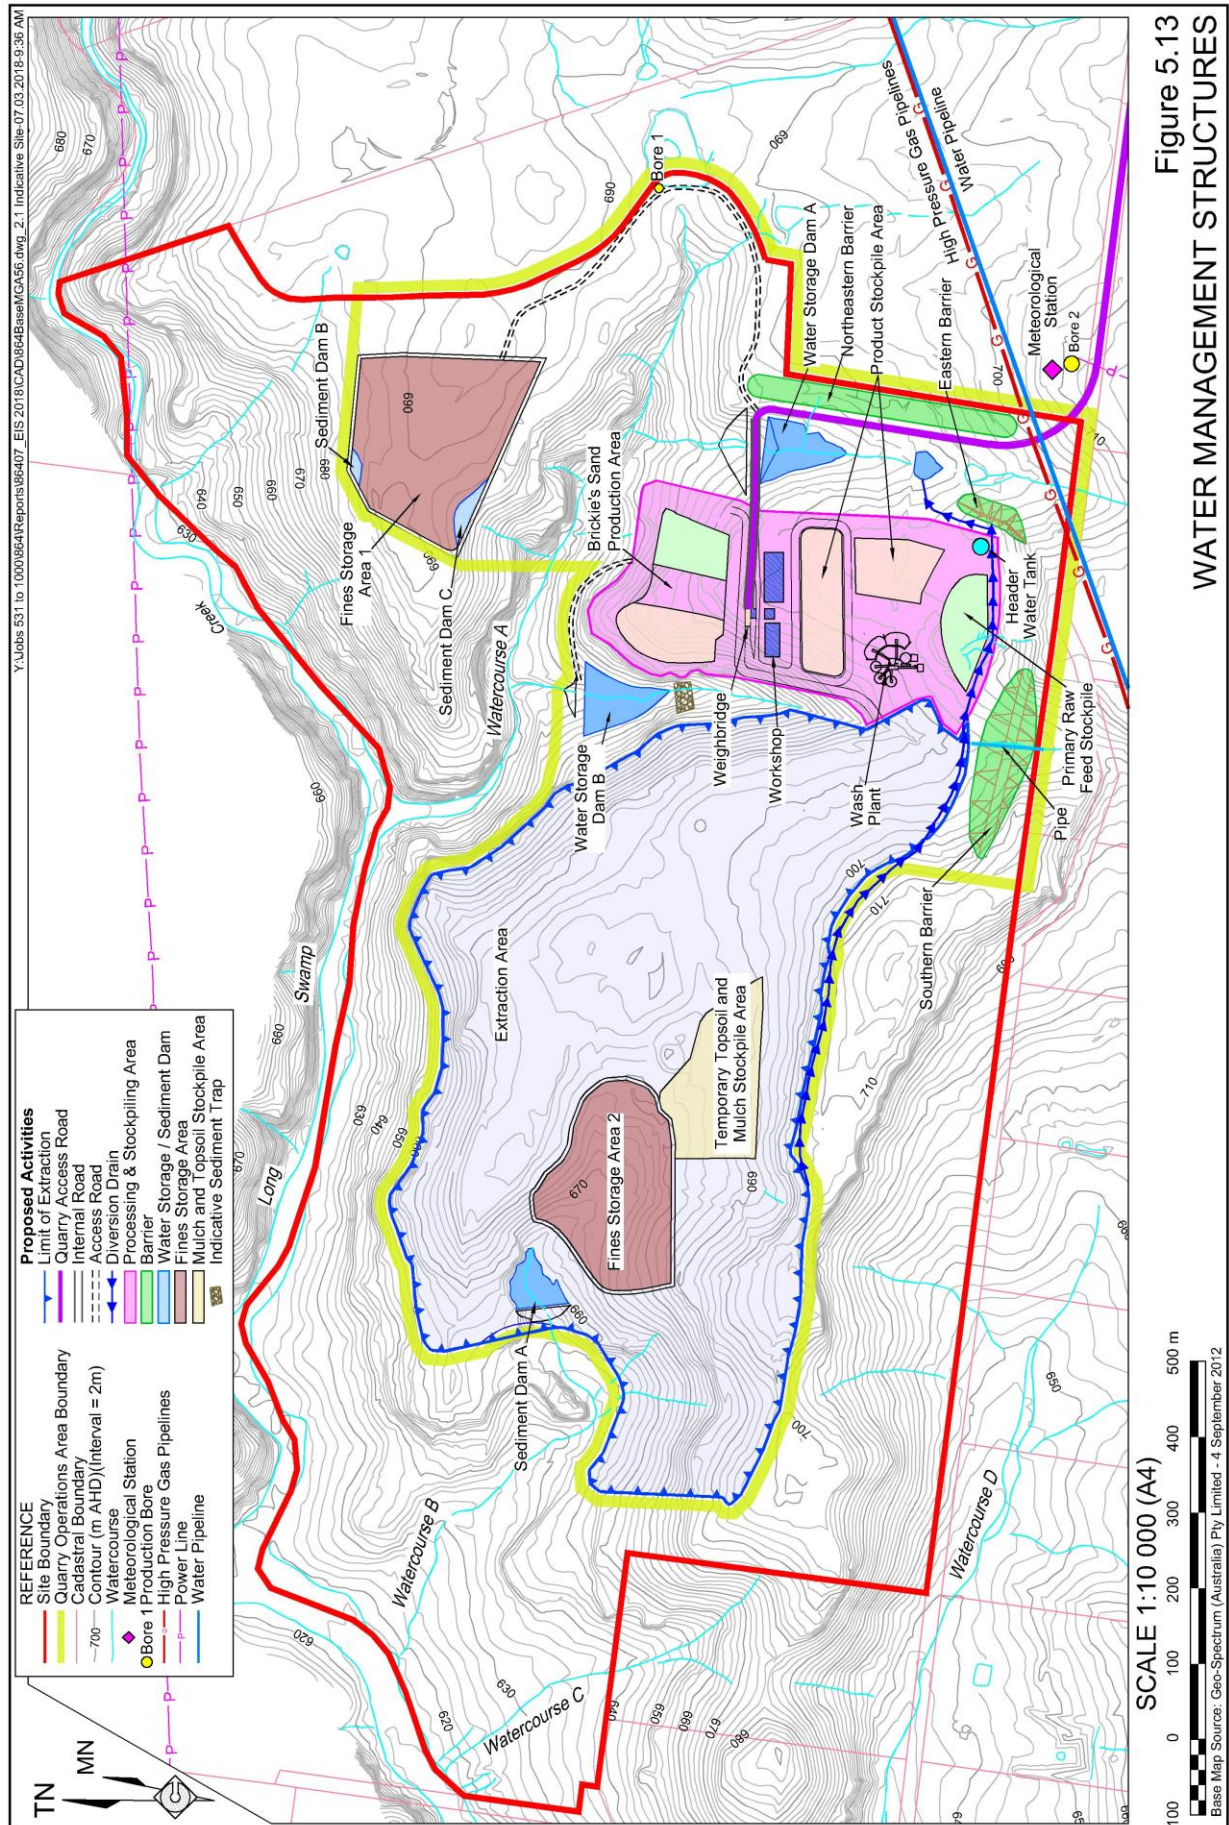 Y:\Jobs 531 to 1000\864\Reports\86407_EIS 2018\CAD\864BaseMGA56.dwg_2.1 Indicative Site-07.03.2018-9:36 AM
TN
MN
REFERENCE
Site Boundary
Quarry Operations Area Boundary
Cadastral Boundary
700 Contour (m AHD)(Interval = 2m)
Watercourse
Meteorological Station
Bore 1 Production Bore
G High Pressure Gas Pipelines
P Power Line
Water Pipeline
Proposed Activities
Limit of Extraction
Quarry Access Road
Internal Road
Access Road
Diversion Drain
Processing & Stockpiling Area
Barrier
Water Storage / Sediment Dam
Fines Storage Area
Mulch and Topsoil Stockpile Area
Indicative Sediment Trap
Long
Swamp
Creek
Watercourse A
Watercourse B
Watercourse C
Watercourse D
Fines Storage
Area 1
Sediment Dam B
Sediment Dam C
Brickie's Sand
Production Area
Water Storage
Dam B
Extraction Area
Fines Storage Area 2
Sediment Dam A
Temporary Topsoil and
Mulch Stockpile Area
Weighbridge
Workshop
Wash
Plant
Bore 1
Water Storage Dam A
Northeastern Barrier
Product Stockpile Area
Eastern Barrier
High Pressure Gas Pipelines
Water Pipeline
Meteorological
Station
Bore 2
Header
Water Tank
Primary Raw
Feed Stockpile
Pipe
Southern Barrier
SCALE 1:10 000 (A4)
100 0 100 200 300 400 500 m
Base Map Source: Geo-Spectrum (Australia) Pty Limited - 4 September 2012
Figure 5.13
WATER MANAGEMENT STRUCTURES